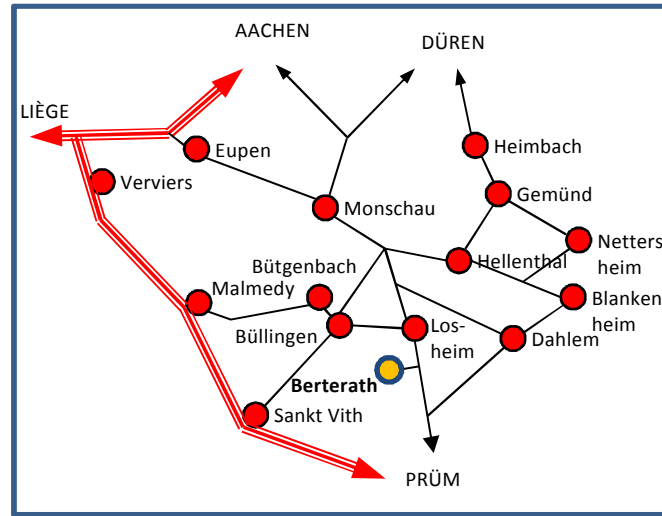 AACHEN
DÜREN
LIÈGE
Eupen
Heimbach
Verviers
Gemünd
Monschau
Netters
heim
Hellenthal
Bütgenbach
Malmedy
Blanken
heim
Büllingen
Los-
heim
Dahlem
Berterath
Sankt Vith
PRÜM